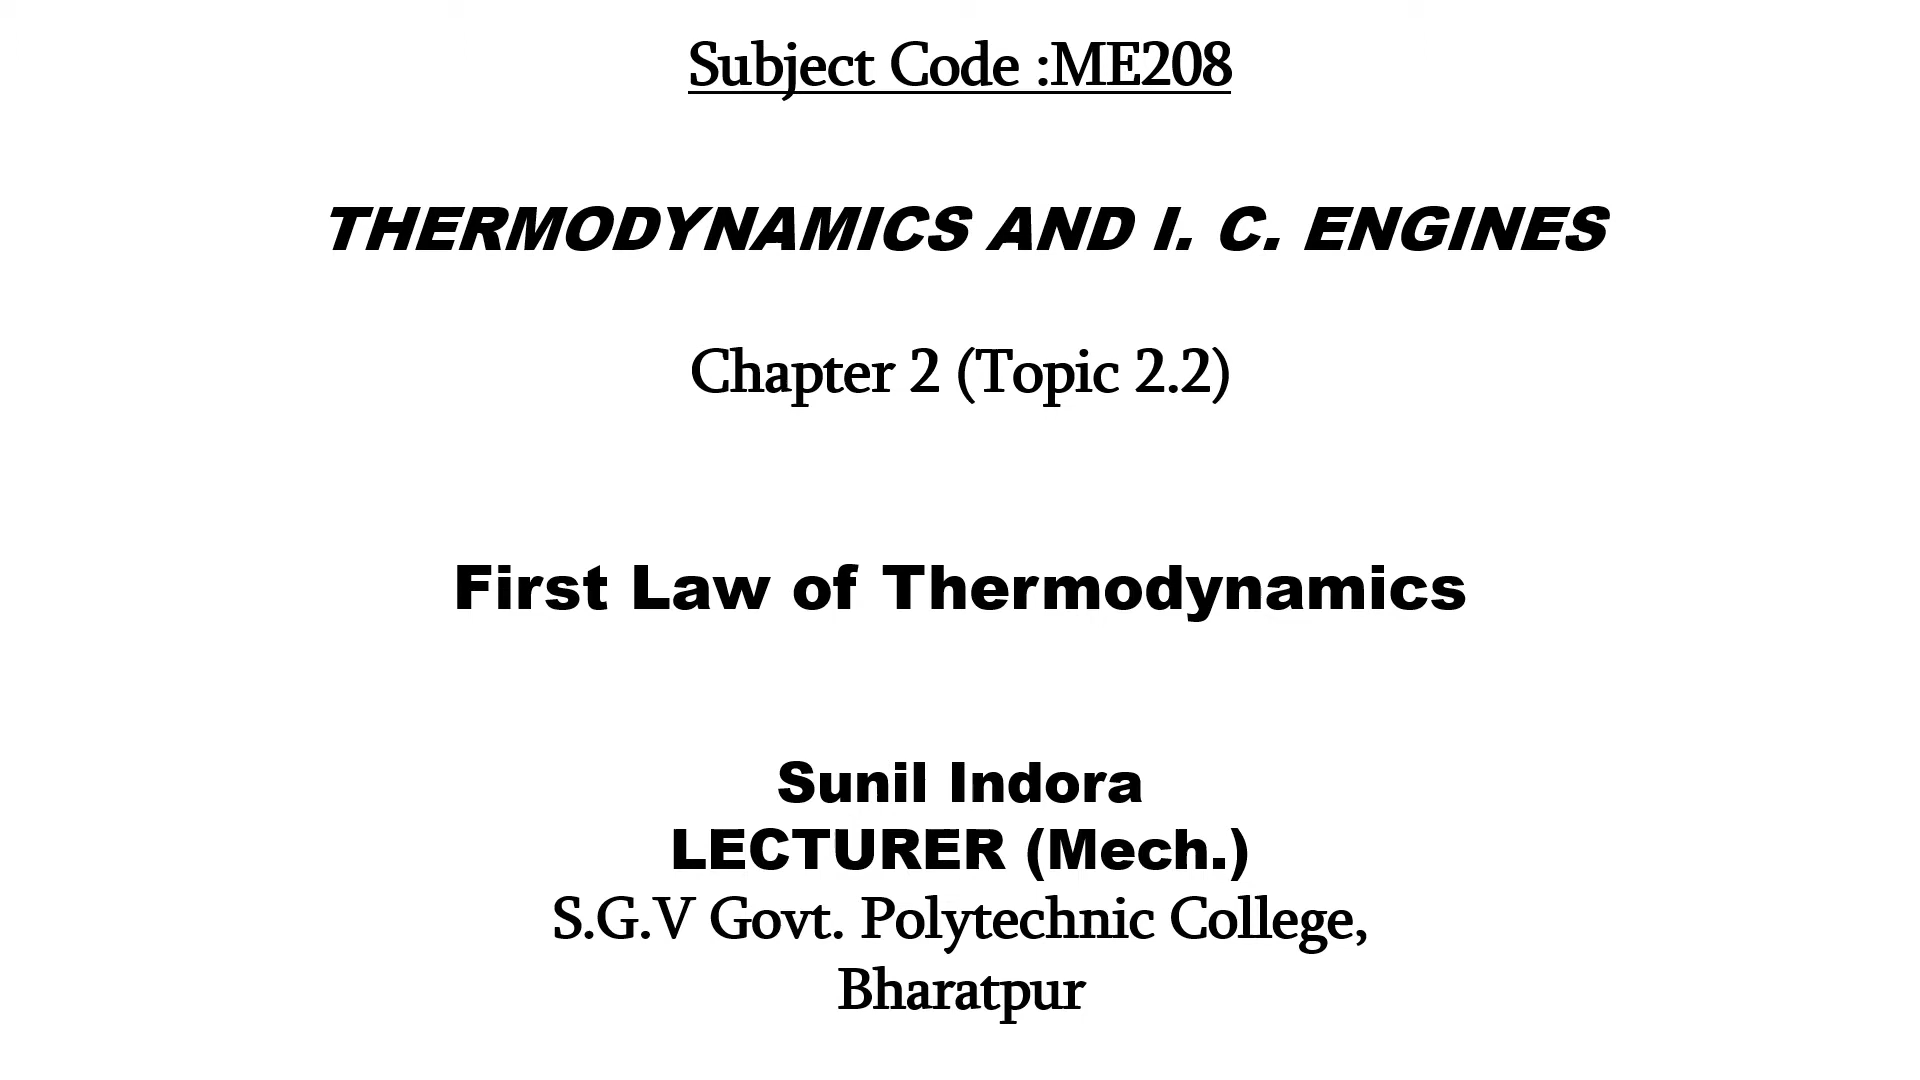 Subject Code :ME208
THERMODYNAMICS AND I. C. ENGINES
Chapter 2 (Topic 2.2)
First Law of Thermodynamics
Sunil Indora
LECTURER (Mech.)
S.G.V Govt. Polytechnic College,
Bharatpur